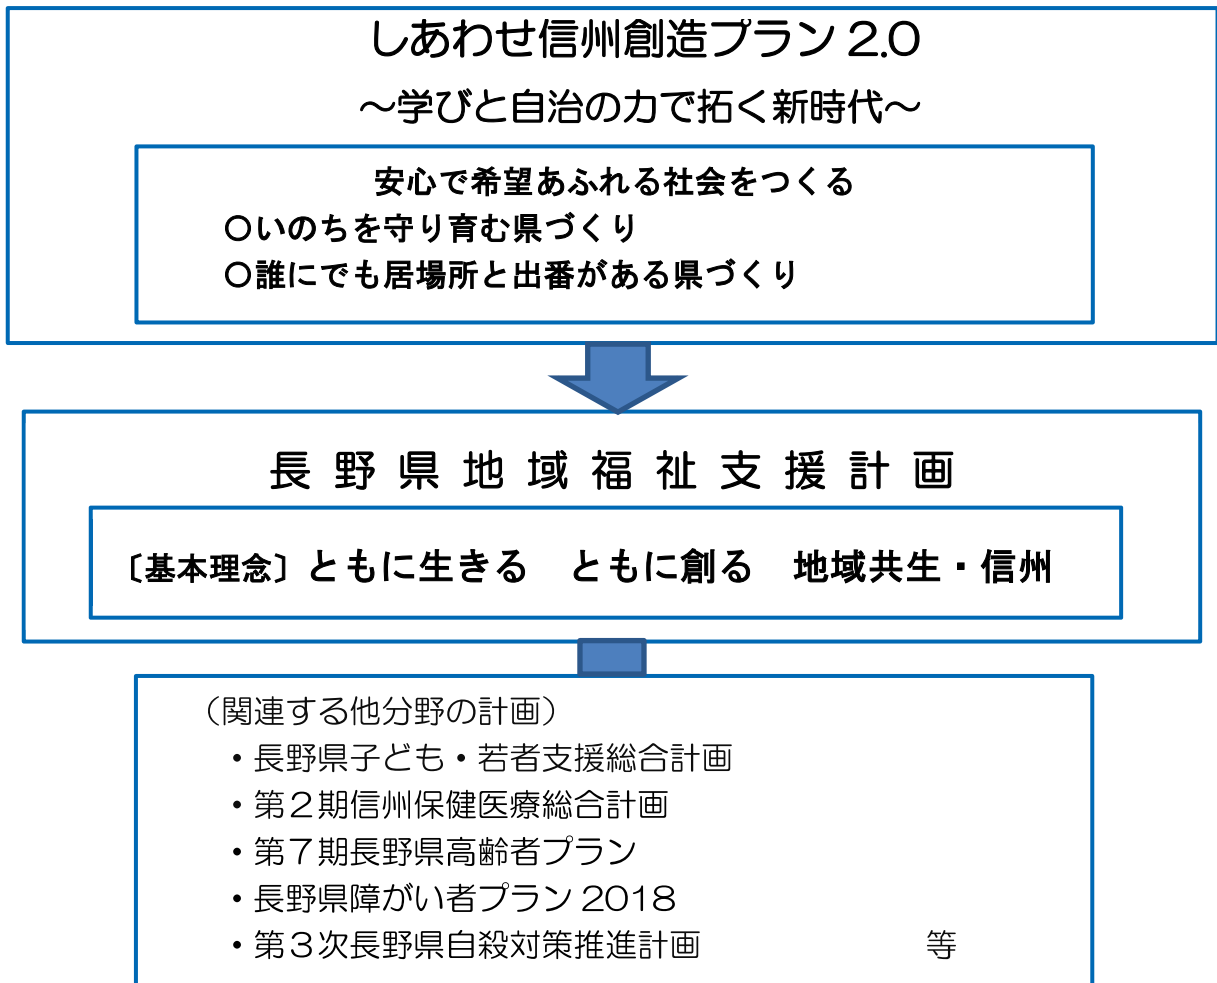 しあわせ信州創造プラン 2.0
～学びと自治の力で拓く新時代～
安心で希望あふれる社会をつくる
○いのちを守り育む県づくり
○誰にでも居場所と出番がある県づくり
長野県地域福祉支援計画
〔基本理念〕ともに生きる　ともに創る　地域共生・信州
（関連する他分野の計画）
・長野県子ども・若者支援総合計画
・第２期信州保健医療総合計画
・第７期長野県高齢者プラン
・長野県障がい者プラン 2018
・第３次長野県自殺対策推進計画　　　　　　　等